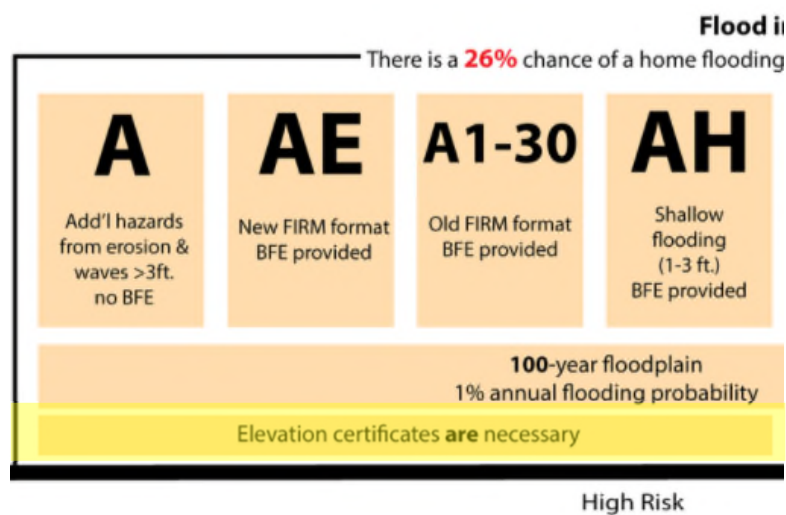 Flood
There is a 26% chance of a home flooding
A
Add'l hazards
from erosion &
waves >3ft.
no BFE
AE
New FIRM format
BFE provided
A1-30
Old FIRM format
BFE provided
AH
Shallow
flooding
(1-3 ft.)
BFE provided
100-year floodplain
1% annual flooding probability
Elevation certificates are necessary
High Risk